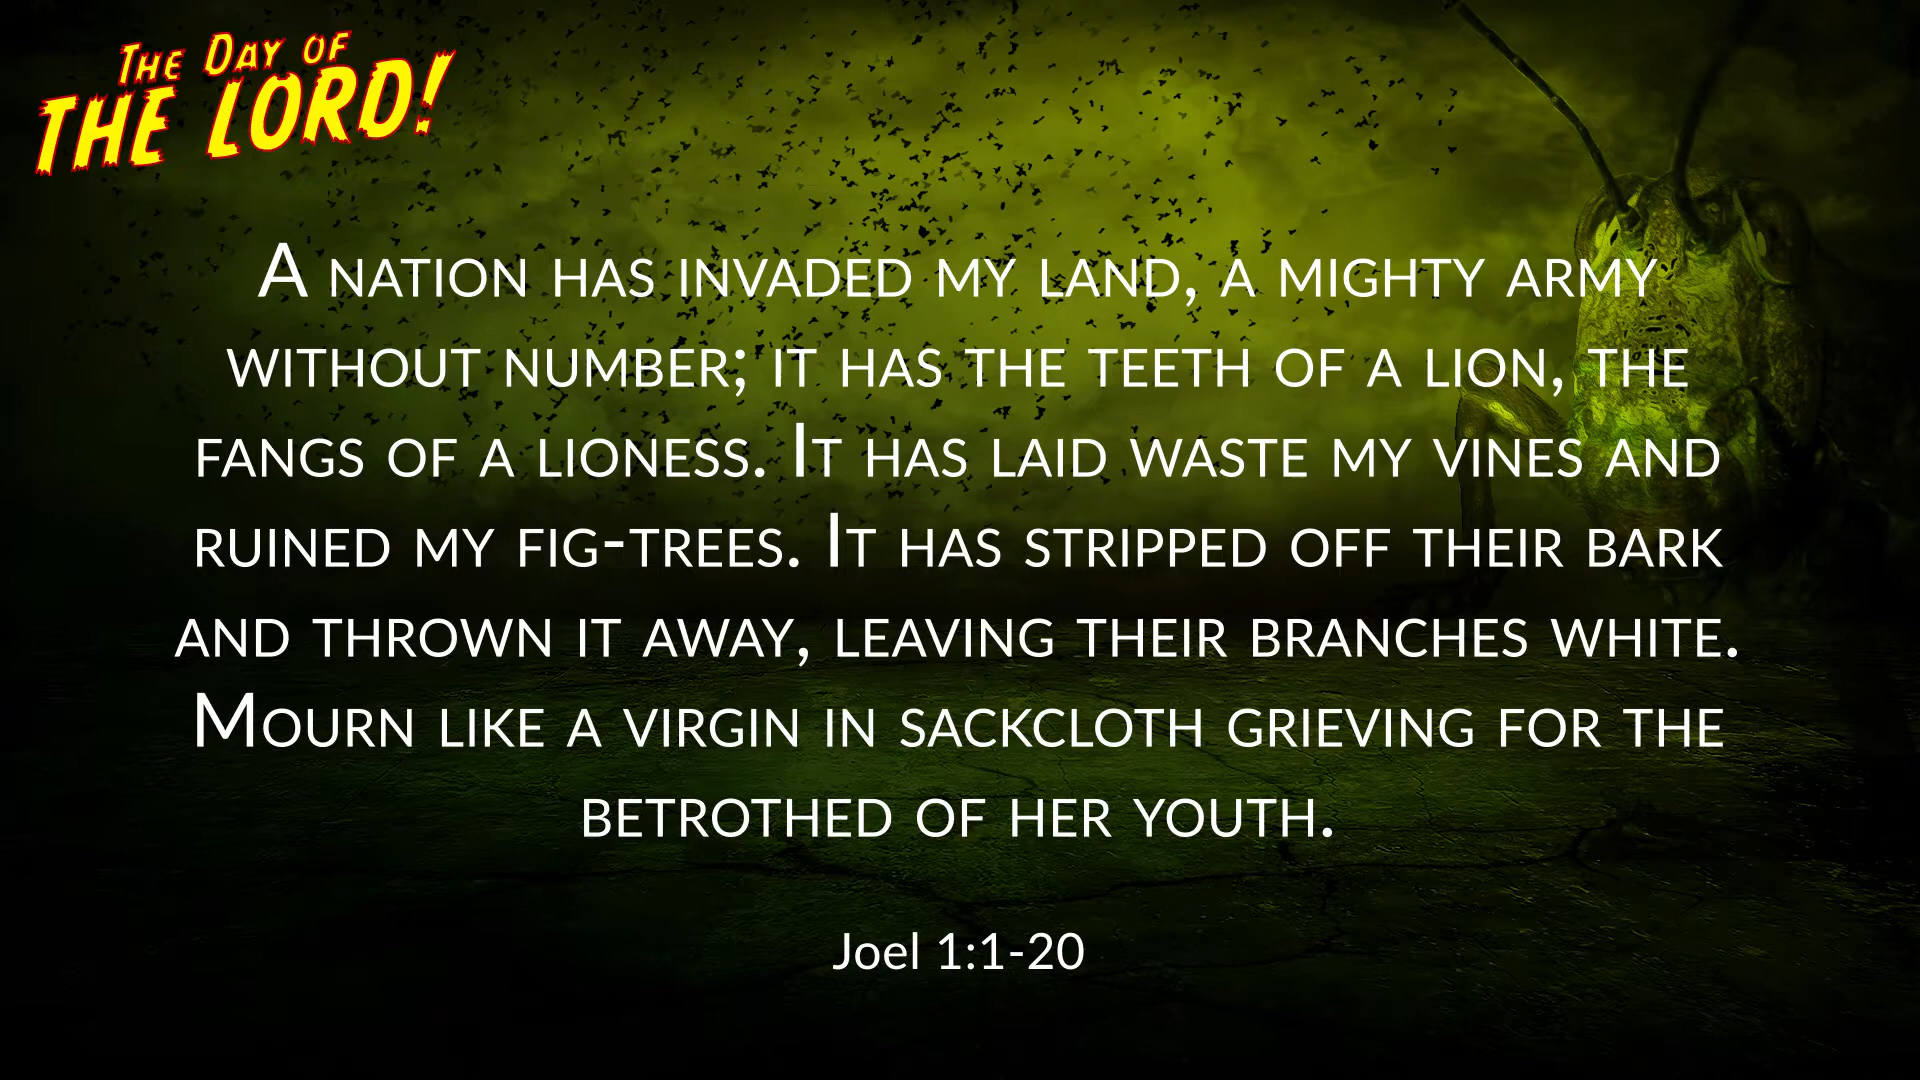 The Day of
THE LORD!
A nation has invaded my land, a mighty army
without number; it has the teeth of a lion, the
fangs of a lioness. It has laid waste my vines and
ruined my fig-trees. It has stripped off their bark
and thrown it away, leaving their branches white.
Mourn like a virgin in sackcloth grieving for the
betrothed of her youth.
Joel 1:1-20